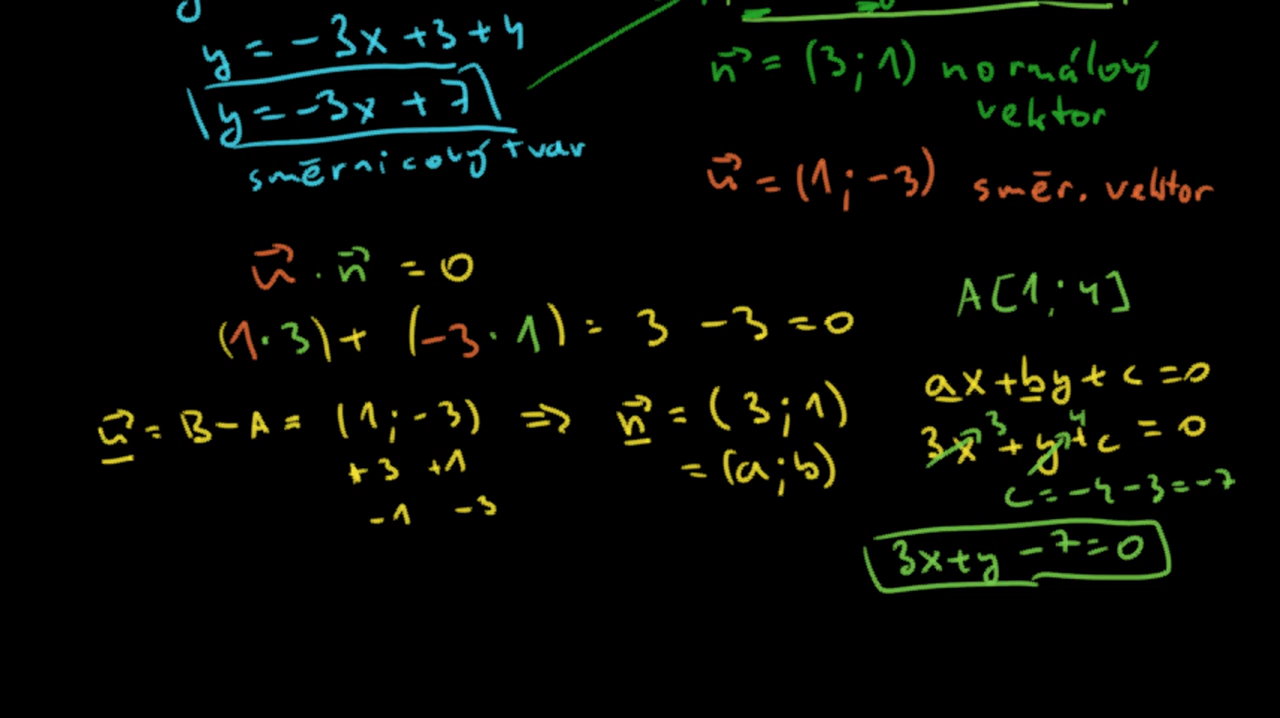 y = -3x + 3 + 4
y = -3x + 7
směrnicový tvar
n⃗ = (3; 1) normálový
vektor
u⃗ = (1; -3) směr. vektor
u⃗ · n⃗ = 0
(1·3) + (-3·1) = 3 - 3 = 0
u⃗ = B - A = (1; -3) ⇒ n⃗ = (3; 1)
+3 +1
= (a; b)
-1 -3
A[1; 4]
ax + by + c = 0
3x + y + c = 0
3 4
c = -4 - 3 = -7
3x + y - 7 = 0